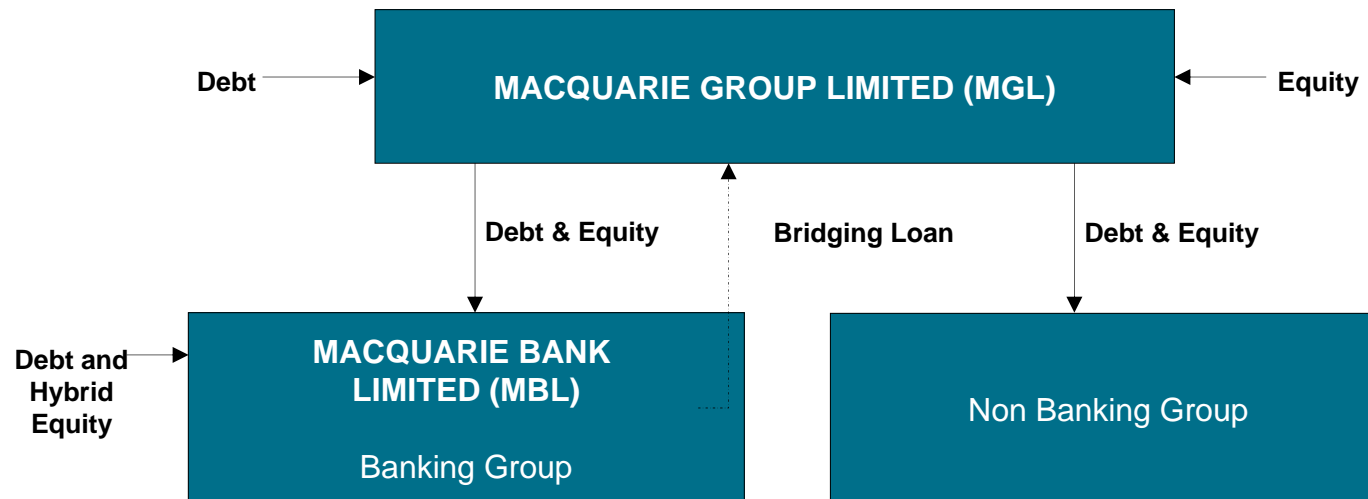 Debt
MACQUARIE GROUP LIMITED (MGL)
Equity
Debt & Equity
Bridging Loan
Debt & Equity
Debt and
Hybrid
Equity
MACQUARIE BANK
LIMITED (MBL)
Banking Group
Non Banking Group